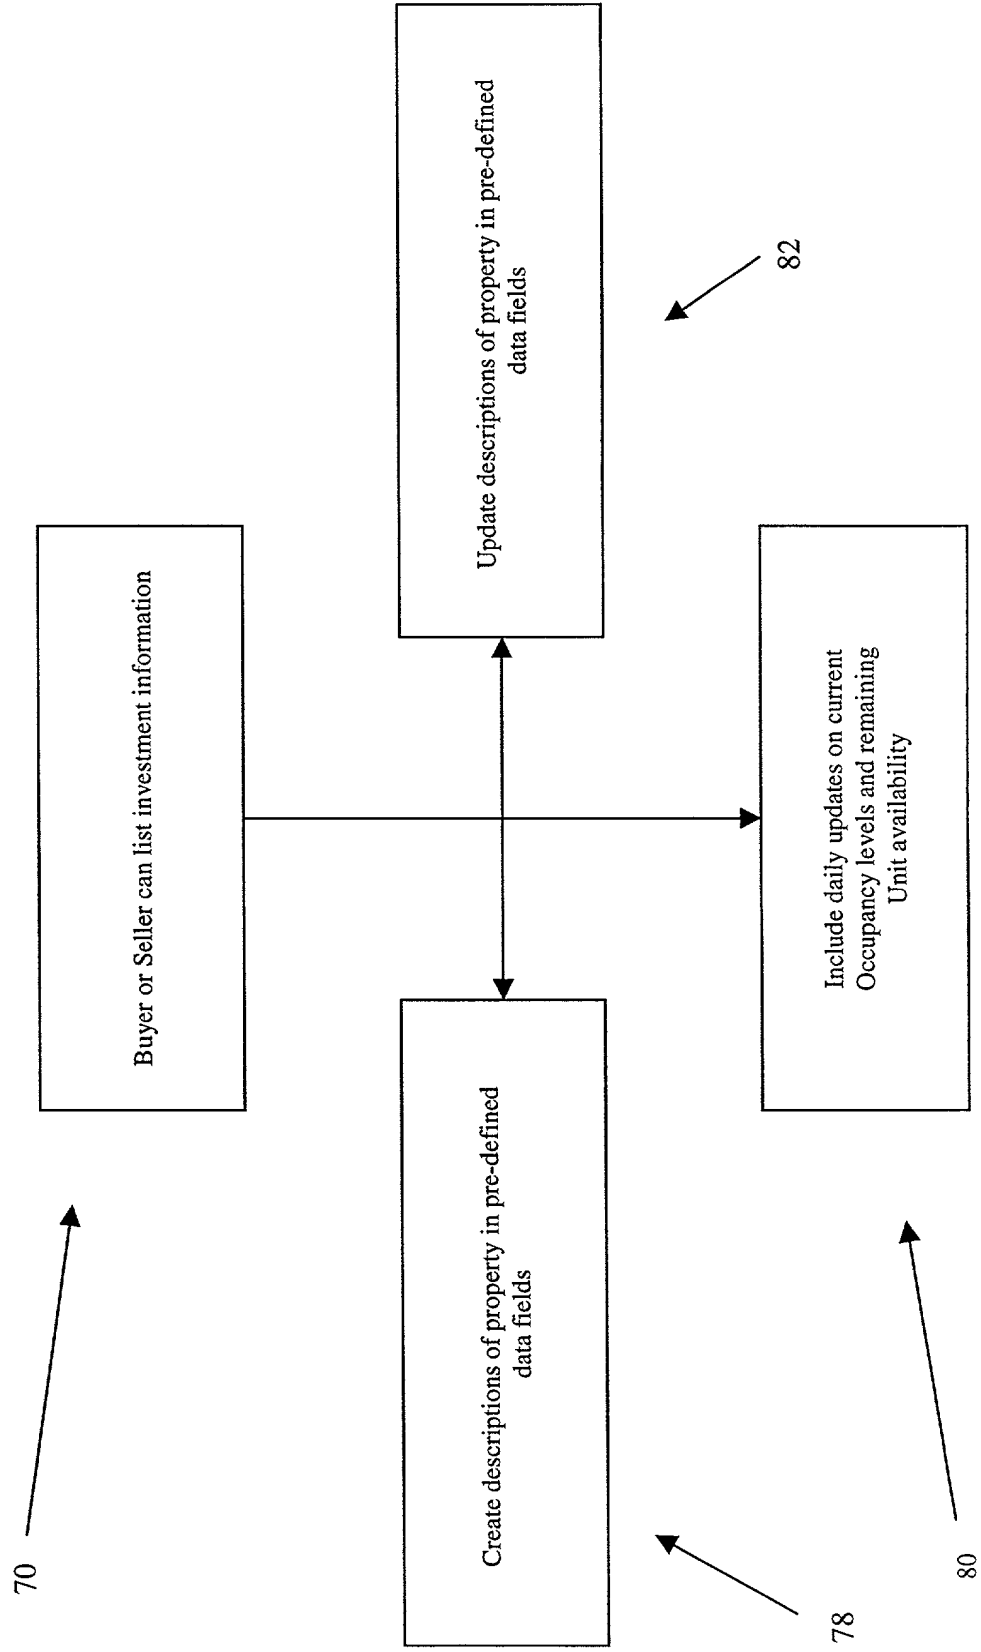 70
Buyer or Seller can list investment information
Create descriptions of property in pre-defined
data fields
78
Update descriptions of property in pre-defined
data fields
82
Include daily updates on current
Occupancy levels and remaining
Unit availability
80